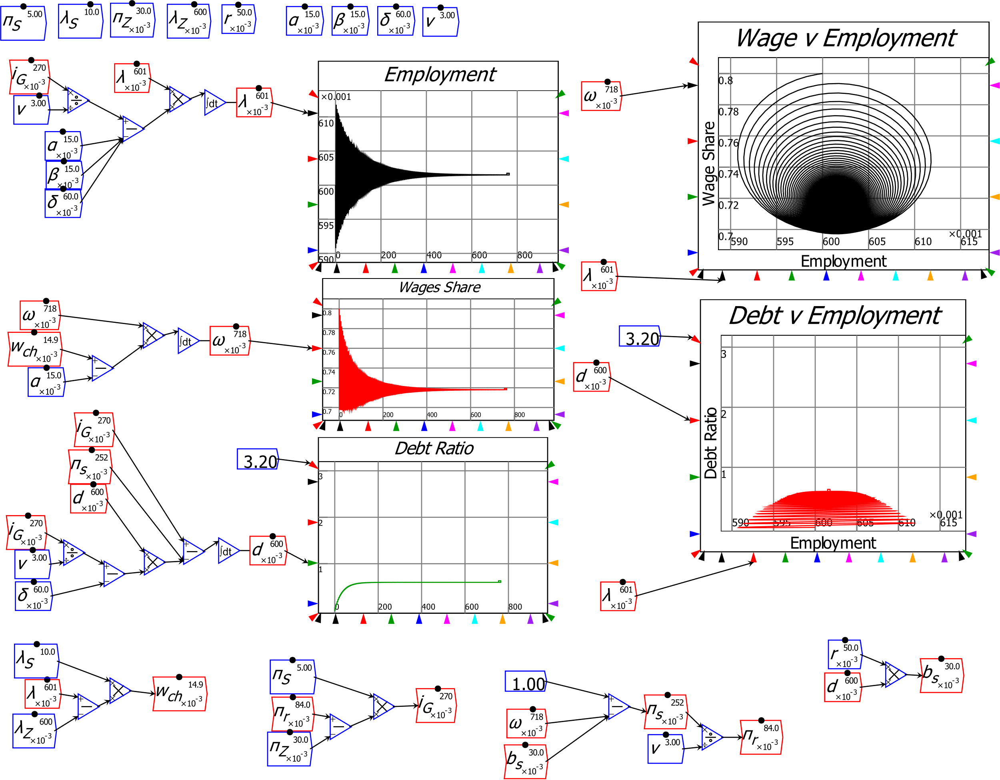 πS 5.00
λS 10.0
πZ 30.0 ×10-3
λZ 600 ×10-3
r 50.0 ×10-3
a 15.0 ×10-3
β 15.0 ×10-3
δ 60.0 ×10-3
v 3.00
iG 270 ×10-3
v 3.00
× ÷
a 15.0 ×10-3
β 15.0 ×10-3
δ 60.0 ×10-3
+ −
λ 601 ×10-3
× ×
∫dt
λ 601 ×10-3
Employment
×0.001
610
605
600
595
590
0 200 400 600 800
ω 718 ×10-3
λ 601 ×10-3
Wage v Employment
Wage Share
0.8
0.78
0.76
0.74
0.72
0.7
590 595 600 605 610 615
×0.001
Employment
ω 718 ×10-3
wch 14.9 ×10-3
a 15.0 ×10-3
∫dt
ω 718 ×10-3
Wages Share
0.8
0.78
0.76
0.74
0.72
0.7
0 200 400 600 800
3.20
d 600 ×10-3
Debt v Employment
Debt Ratio
3
2
1
590 595 600 605 610 615
×0.001
Employment
λ 601 ×10-3
iG 270 ×10-3
πs 252 ×10-3
d 600 ×10-3
iG 270 ×10-3
v 3.00
δ 60.0 ×10-3
∫dt
d 600 ×10-3
3.20
Debt Ratio
3
2
1
0 200 400 600 800
λS 10.0
λ 601 ×10-3
λZ 600 ×10-3
wch 14.9 ×10-3
πS 5.00
πr 84.0 ×10-3
πZ 30.0 ×10-3
iG 270 ×10-3
1.00
ω 718 ×10-3
bs 30.0 ×10-3
πs 252 ×10-3
v 3.00
πr 84.0 ×10-3
r 50.0 ×10-3
d 600 ×10-3
bs 30.0 ×10-3